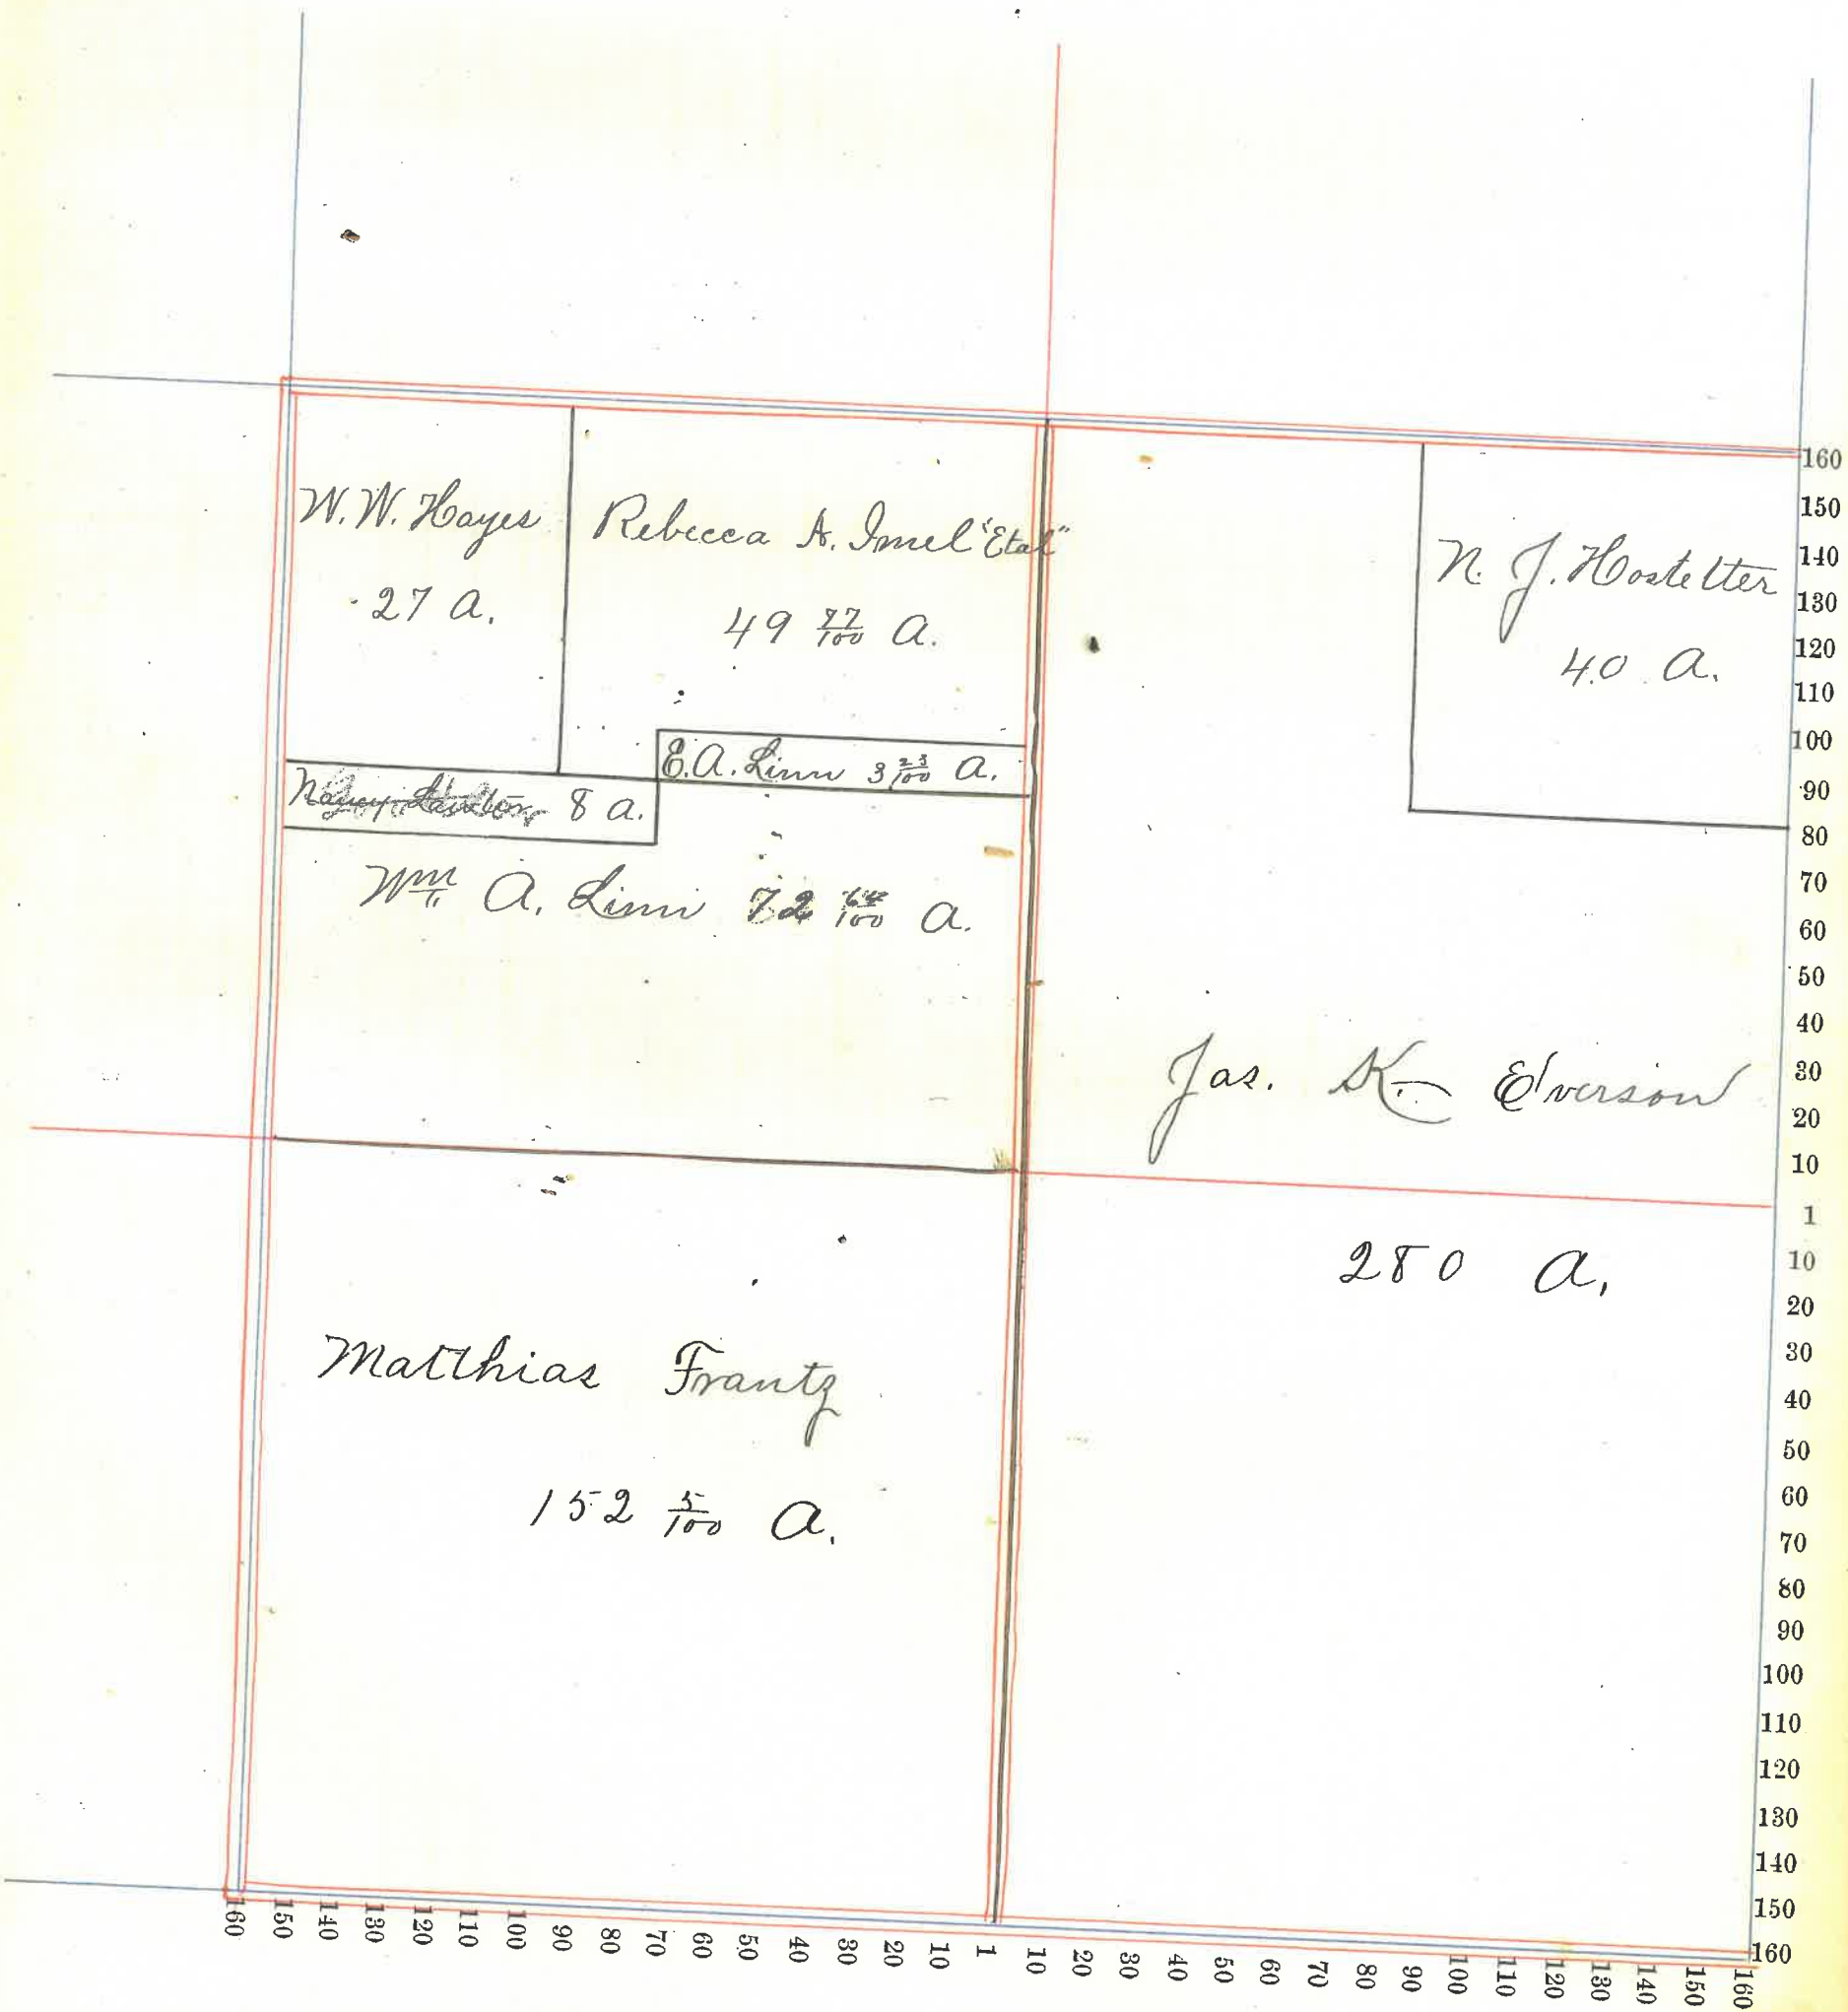 W.W. Hayes
27 A.
Rebecca A. Imel "Etal"
49 77/100 A.
N. J. Hostetter
40 A.
E.A. Linn 3 23/100 A.
Nancy 8 A.
Wm. A. Linn 72 64/100 A.
Jas. K. Everson
280 A.
Matthias Frantz
152 5/100 A.
160
150
140
130
120
110
100
90
80
70
60
50
40
30
20
10
1
10
20
30
40
50
60
70
80
90
100
110
120
130
140
150
160
160 150 140 130 120 110 100 90 80 70 60 50 40 30 20 10 1 10 20 30 40 50 60 70 80 90 100 110 120 130 140 150 160